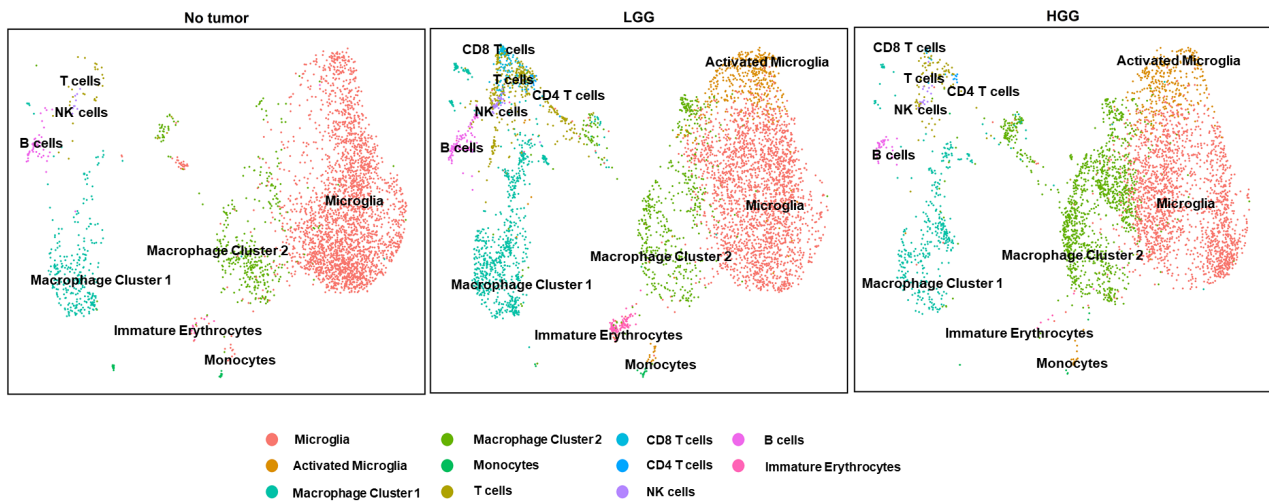 No tumor
T cells
NK cells
B cells
Microglia
Macrophage Cluster 2
Macrophage Cluster 1
Immature Erythrocytes
Monocytes
LGG
CD8 T cells
Activated Microglia
T cells
CD4 T cells
NK cells
B cells
Microglia
Macrophage Cluster 2
Macrophage Cluster 1
Immature Erythrocytes
Monocytes
HGG
CD8 T cells
Activated Microglia
T cells
CD4 T cells
NK cells
B cells
Microglia
Macrophage Cluster 2
Macrophage Cluster 1
Immature Erythrocytes
Monocytes
Microglia
Activated Microglia
Macrophage Cluster 1
Macrophage Cluster 2
Monocytes
T cells
CD8 T cells
CD4 T cells
NK cells
B cells
Immature Erythrocytes